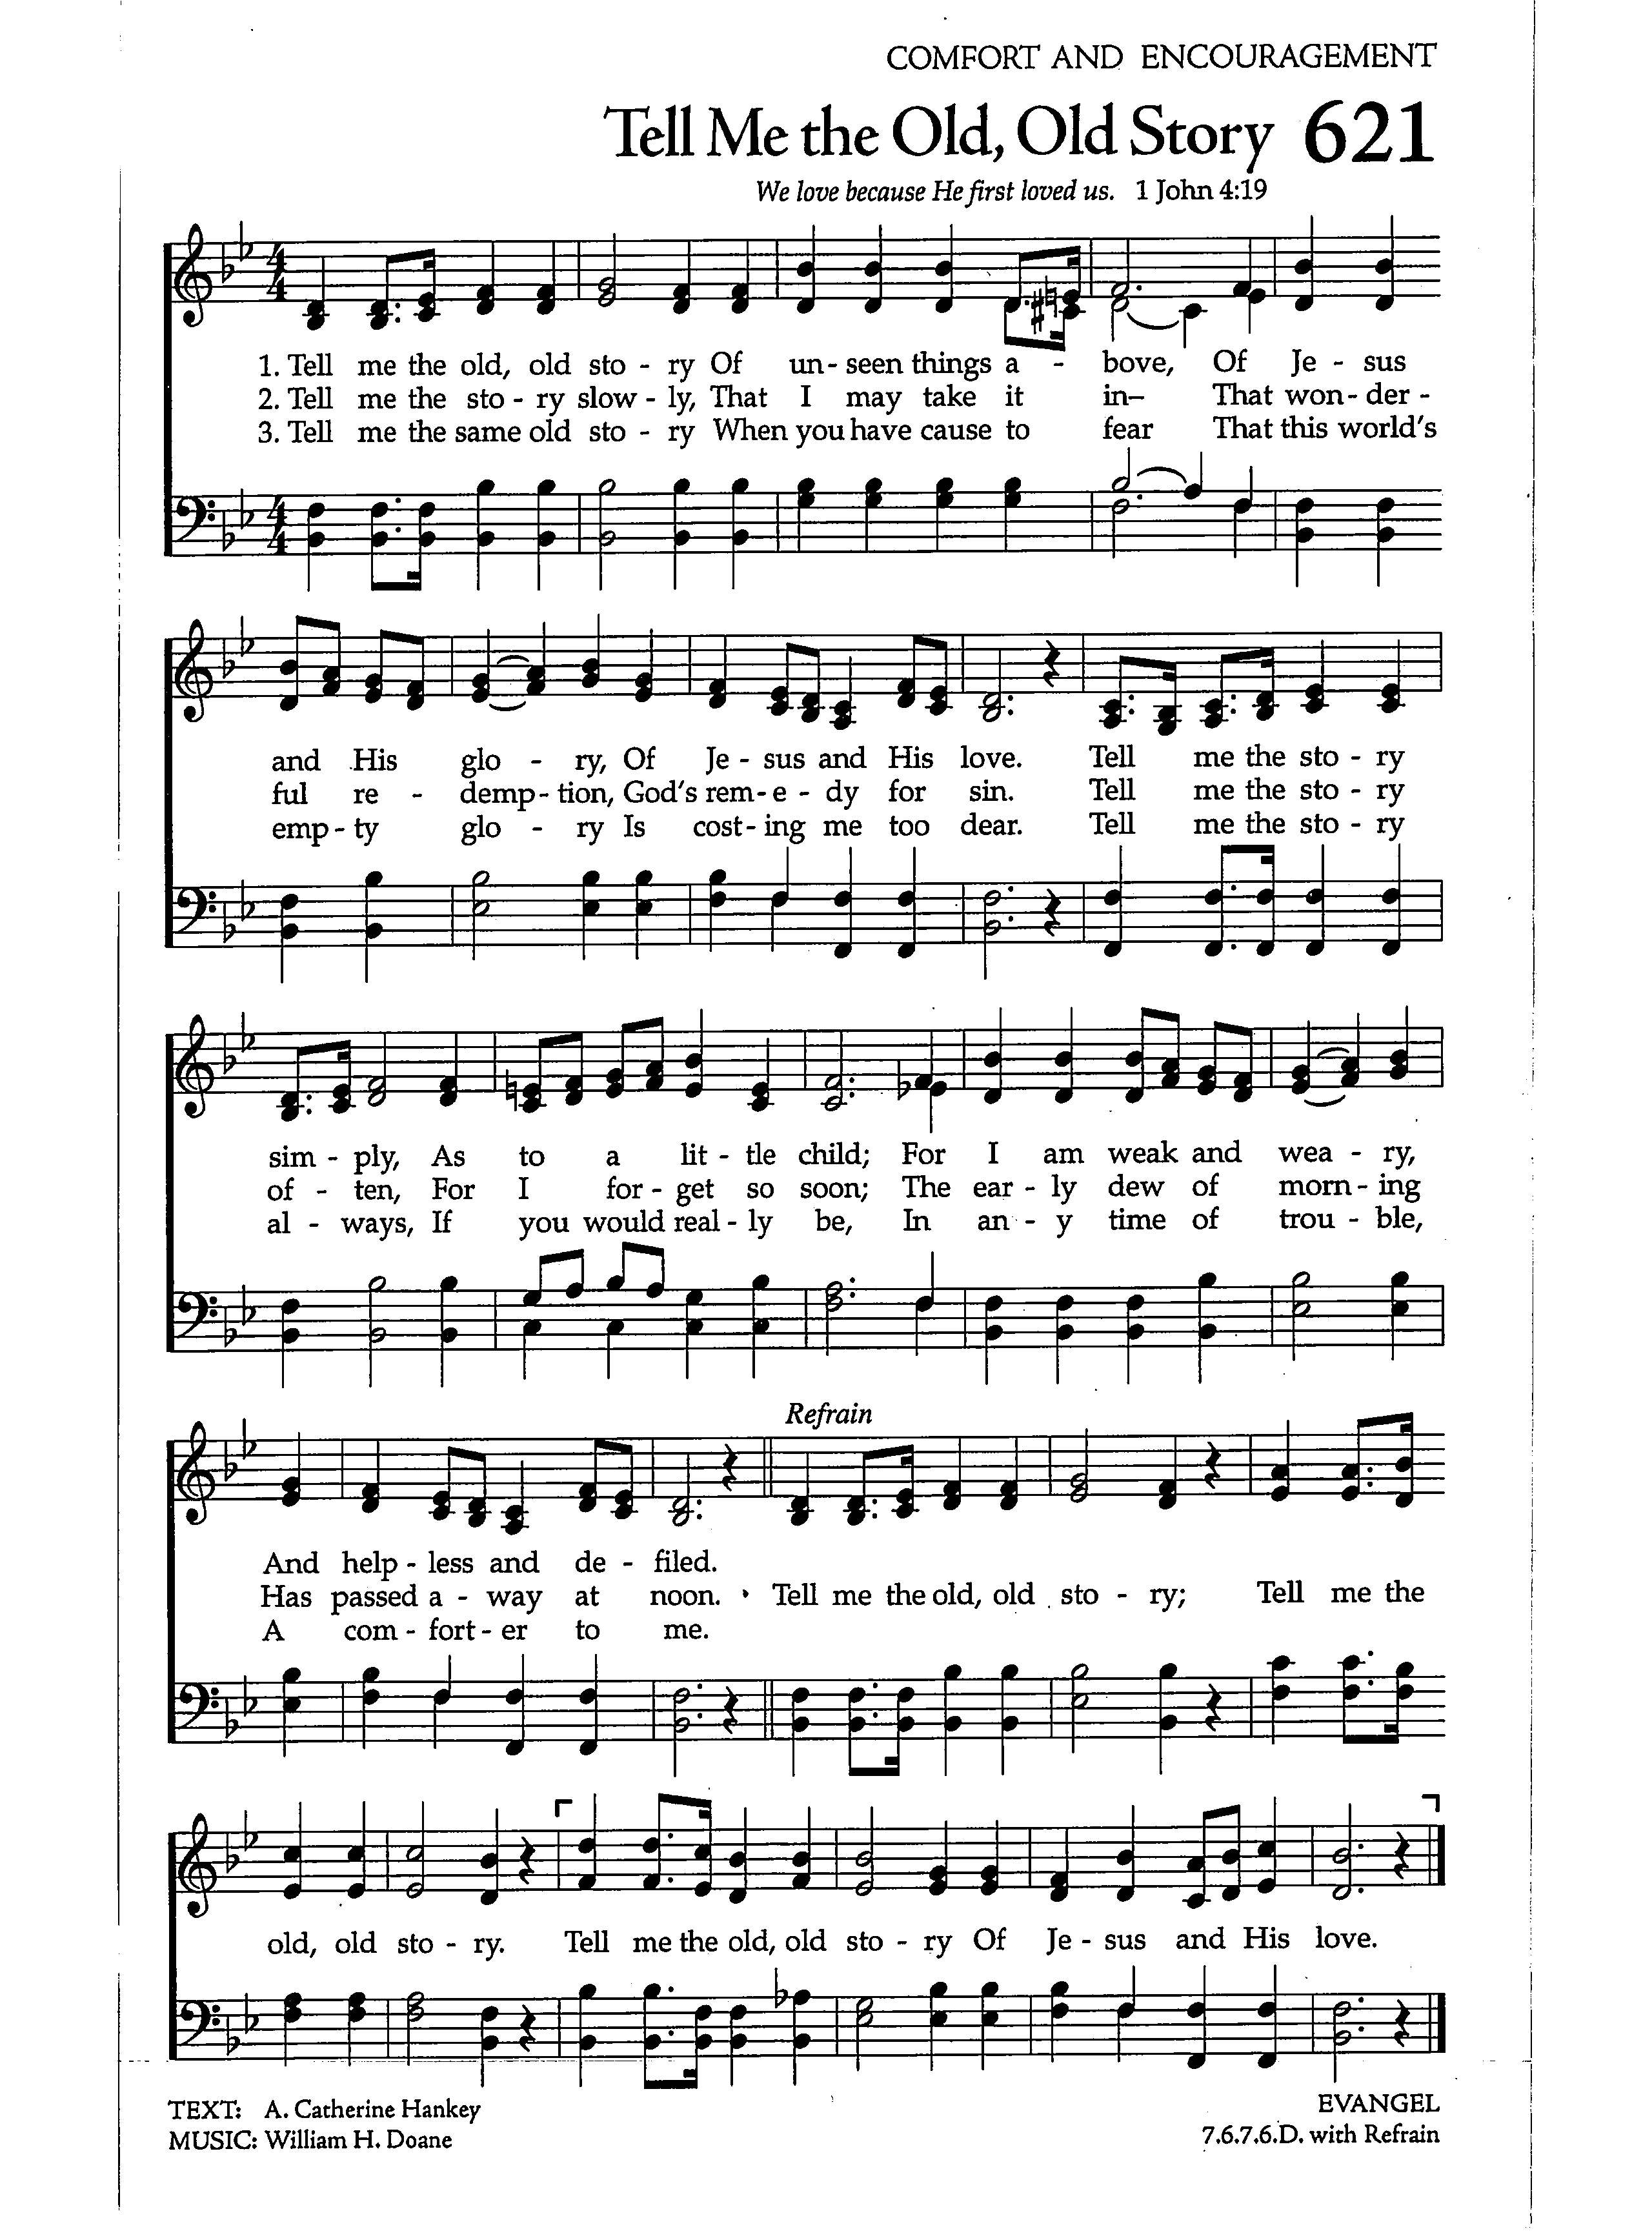 COMFORT AND ENCOURAGEMENT
Tell Me the Old, Old Story 621
We love because He first loved us. 1 John 4:19
1. Tell me the old, old sto - ry Of un - seen things a - bove, Of Je - sus
2. Tell me the sto - ry slow - ly, That I may take it in– That won - der -
3. Tell me the same old sto - ry When you have cause to fear That this world's
and His glo - ry, Of Je - sus and His love. Tell me the sto - ry
ful re - demp - tion, God's rem - e - dy for sin. Tell me the sto - ry
emp - ty glo - ry Is cost - ing me too dear. Tell me the sto - ry
sim - ply, As to a lit - tle child; For I am weak and wea - ry,
of - ten, For I for - get so soon; The ear - ly dew of morn - ing
al - ways, If you would real - ly be, In an - y time of trou - ble,
Refrain
And help - less and de - filed.
Has passed a - way at noon. Tell me the old, old sto - ry; Tell me the
A com - fort - er to me.
old, old sto - ry. Tell me the old, old sto - ry Of Je - sus and His love.
TEXT: A. Catherine Hankey
MUSIC: William H. Doane
EVANGEL
7.6.7.6.D. with Refrain